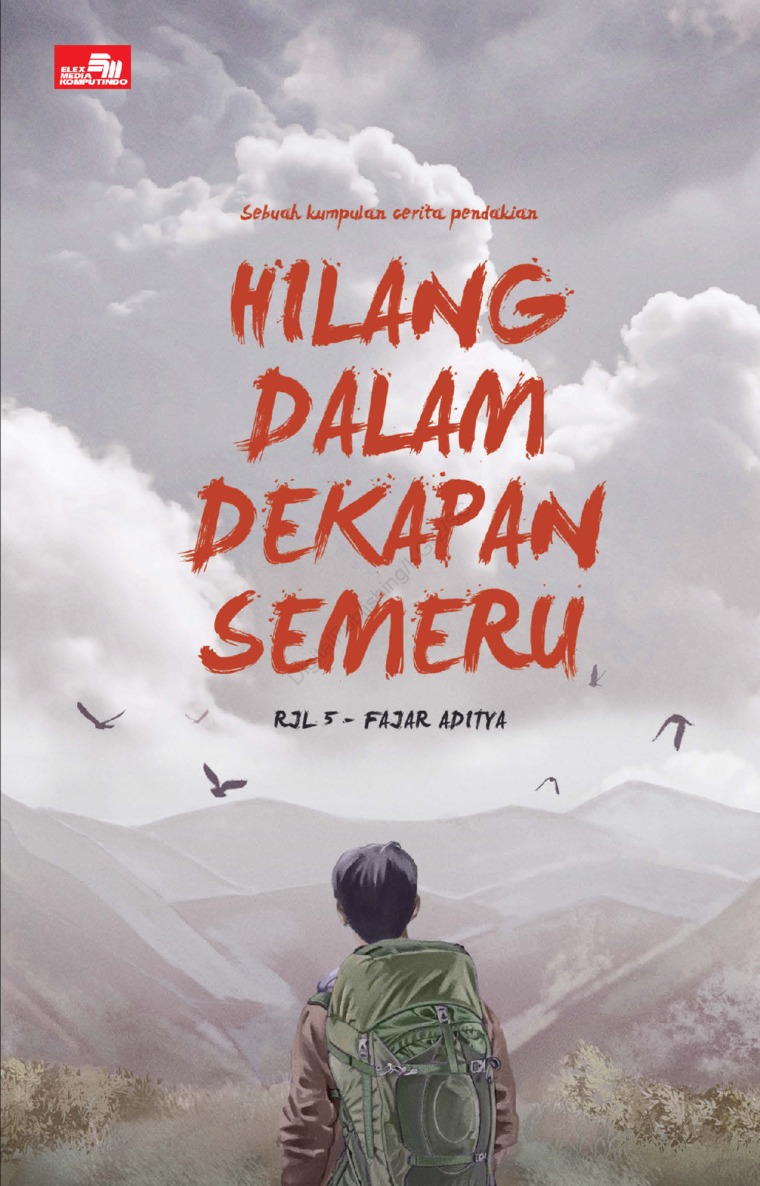 ELEX
MEDIA
KOMPUTINDO
Sebuah kumpulan cerita pendakian
HILANG
DALAM
DEKAPAN
SEMERU
RJL 5 - FAJAR ADITYA